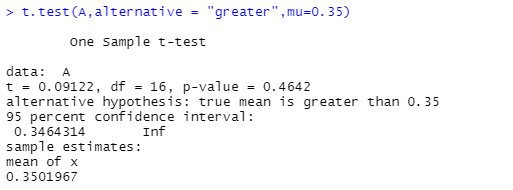 > t.test(A,alternative = "greater",mu=0.35)
One Sample t-test
data:  A
t = 0.09122, df = 16, p-value = 0.4642
alternative hypothesis: true mean is greater than 0.35
95 percent confidence interval:
0.3464314       Inf
sample estimates:
mean of x
0.3501967